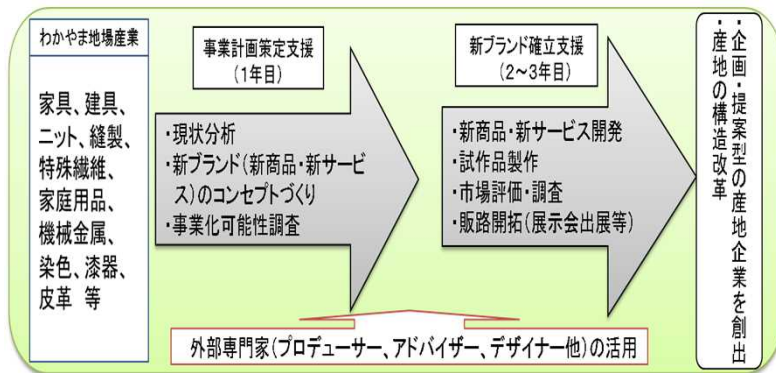 わかやま地場産業
家具、建具、
ニット、縫製、
特殊繊維、
家庭用品、
機械金属、
染色、漆器、
皮革 等
事業計画策定支援
(1年目)
・現状分析
・新ブランド(新商品・新サービ
ス)のコンセプトづくり
・事業化可能性調査
新ブランド確立支援
(2～3年目)
・新商品・新サービス開発
・試作品製作
・市場評価・調査
・販路開拓(展示会出展等)
・企画・提案型の産地企業を創出
・産地の構造改革
外部専門家(プロデューサー、アドバイザー、デザイナー他)の活用